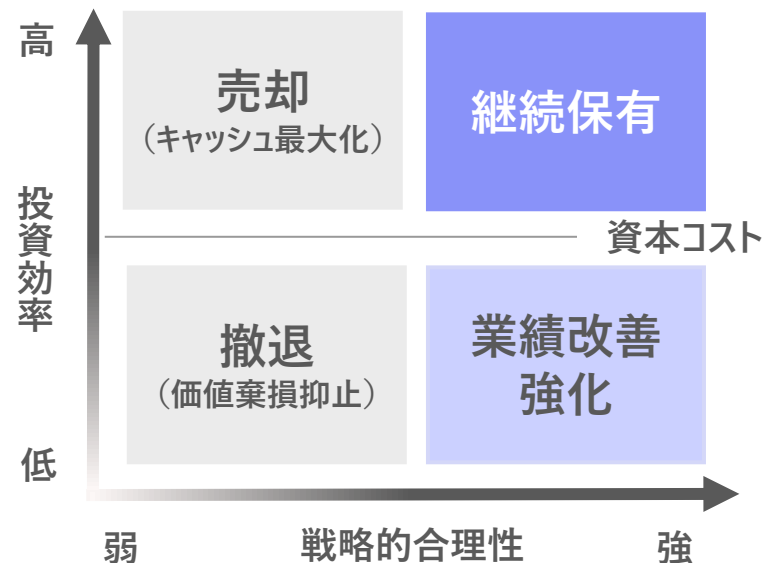 高
売却
（キャッシュ最大化）
継続保有
投資効率
資本コスト
撤退
（価値棄損抑止）
業績改善
強化
低
弱
戦略的合理性
強